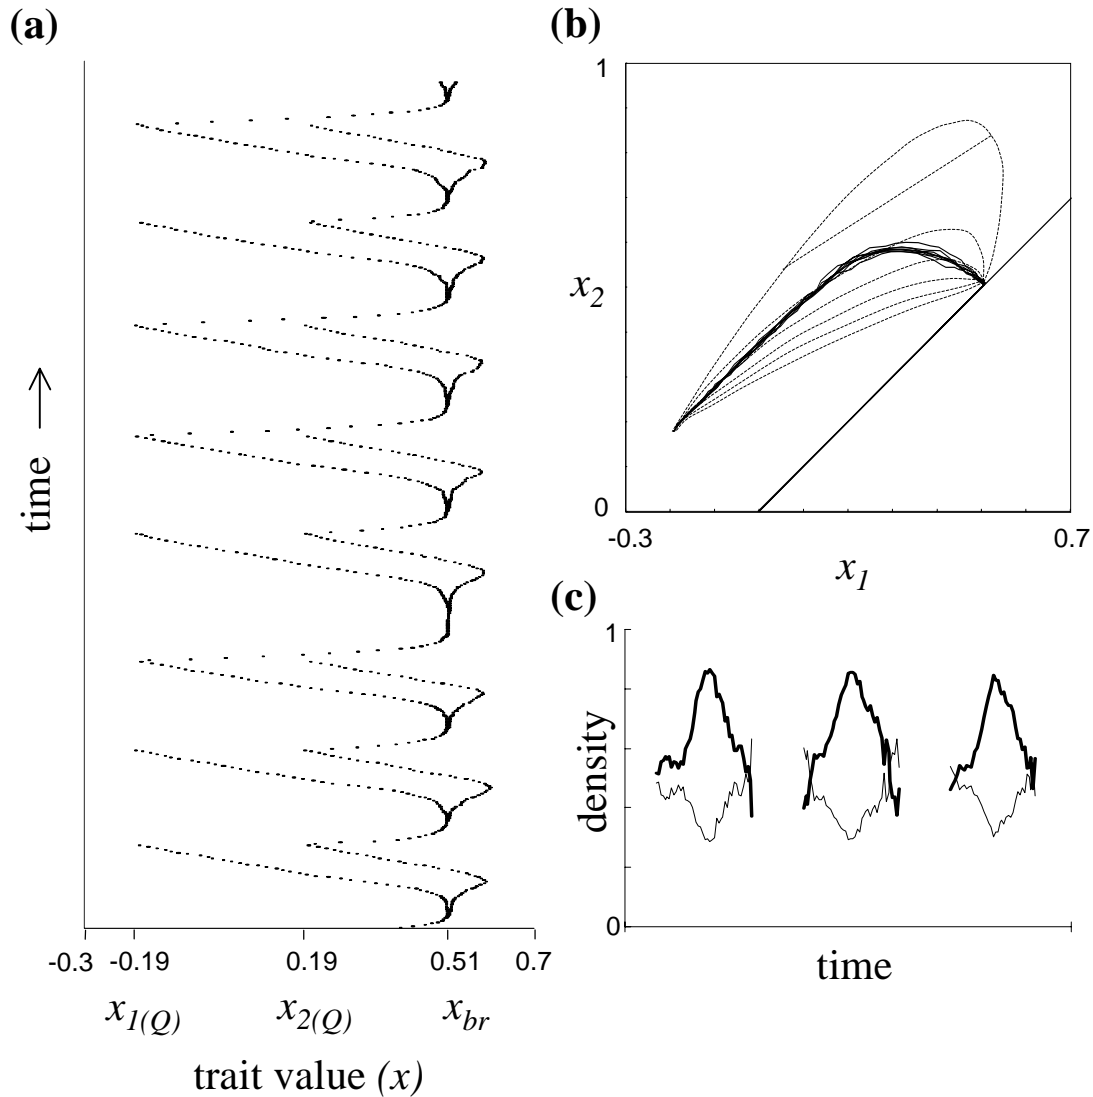 (a)
time
-0.3 -0.19 0.19 0.51 0.7
x1(Q) x2(Q) xbr
trait value (x)
(b)
1
x2
0
-0.3 0.7
x1
(c)
1
density
0
time